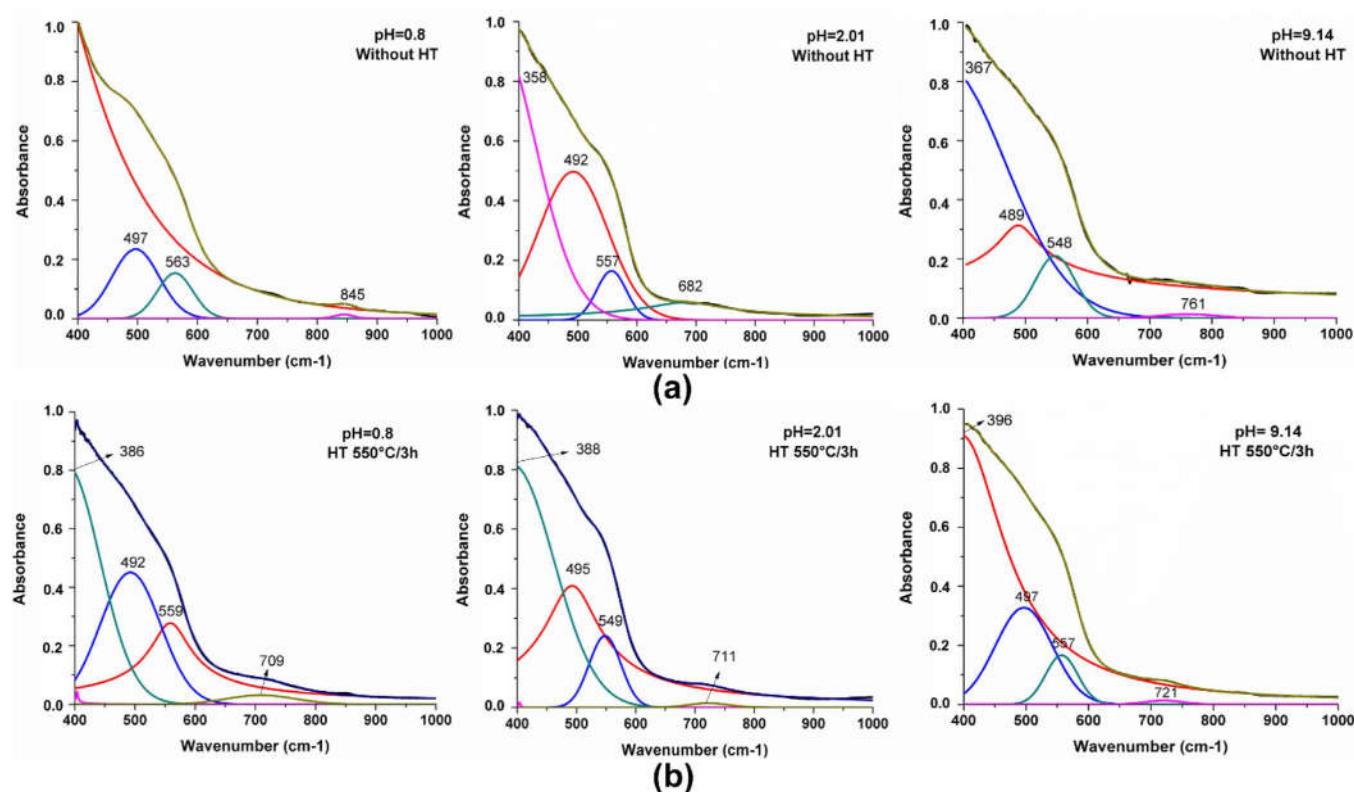 pH=0.8
Without HT
1.0
0.8
0.6
0.4
0.2
0.0
Absorbance
497
563
845
400 500 600 700 800 900 1000
Wavenumber (cm-1)
pH=2.01
Without HT
1.0
0.8
0.6
0.4
0.2
0.0
Absorbance
358
492
557
682
400 500 600 700 800 900 1000
Wavenumber (cm-1)
pH=9.14
Without HT
1.0
0.8
0.6
0.4
0.2
0.0
Absorbance
367
489
548
761
400 500 600 700 800 900 1000
Wavenumber (cm-1)
(a)
pH=0.8
HT 550°C/3h
1.0
0.8
0.6
0.4
0.2
0.0
Absorbance
386
492
559
709
400 500 600 700 800 900 1000
Wavenumber (cm-1)
pH=2.01
HT 550°C/3h
1.0
0.8
0.6
0.4
0.2
0.0
Absorbance
388
495
549
711
400 500 600 700 800 900 1000
Wavenumber (cm-1)
pH= 9.14
HT 550°C/3h
1.0
0.8
0.6
0.4
0.2
0.0
Absorbance
396
497
557
721
400 500 600 700 800 900 1000
Wavenumber (cm-1)
(b)